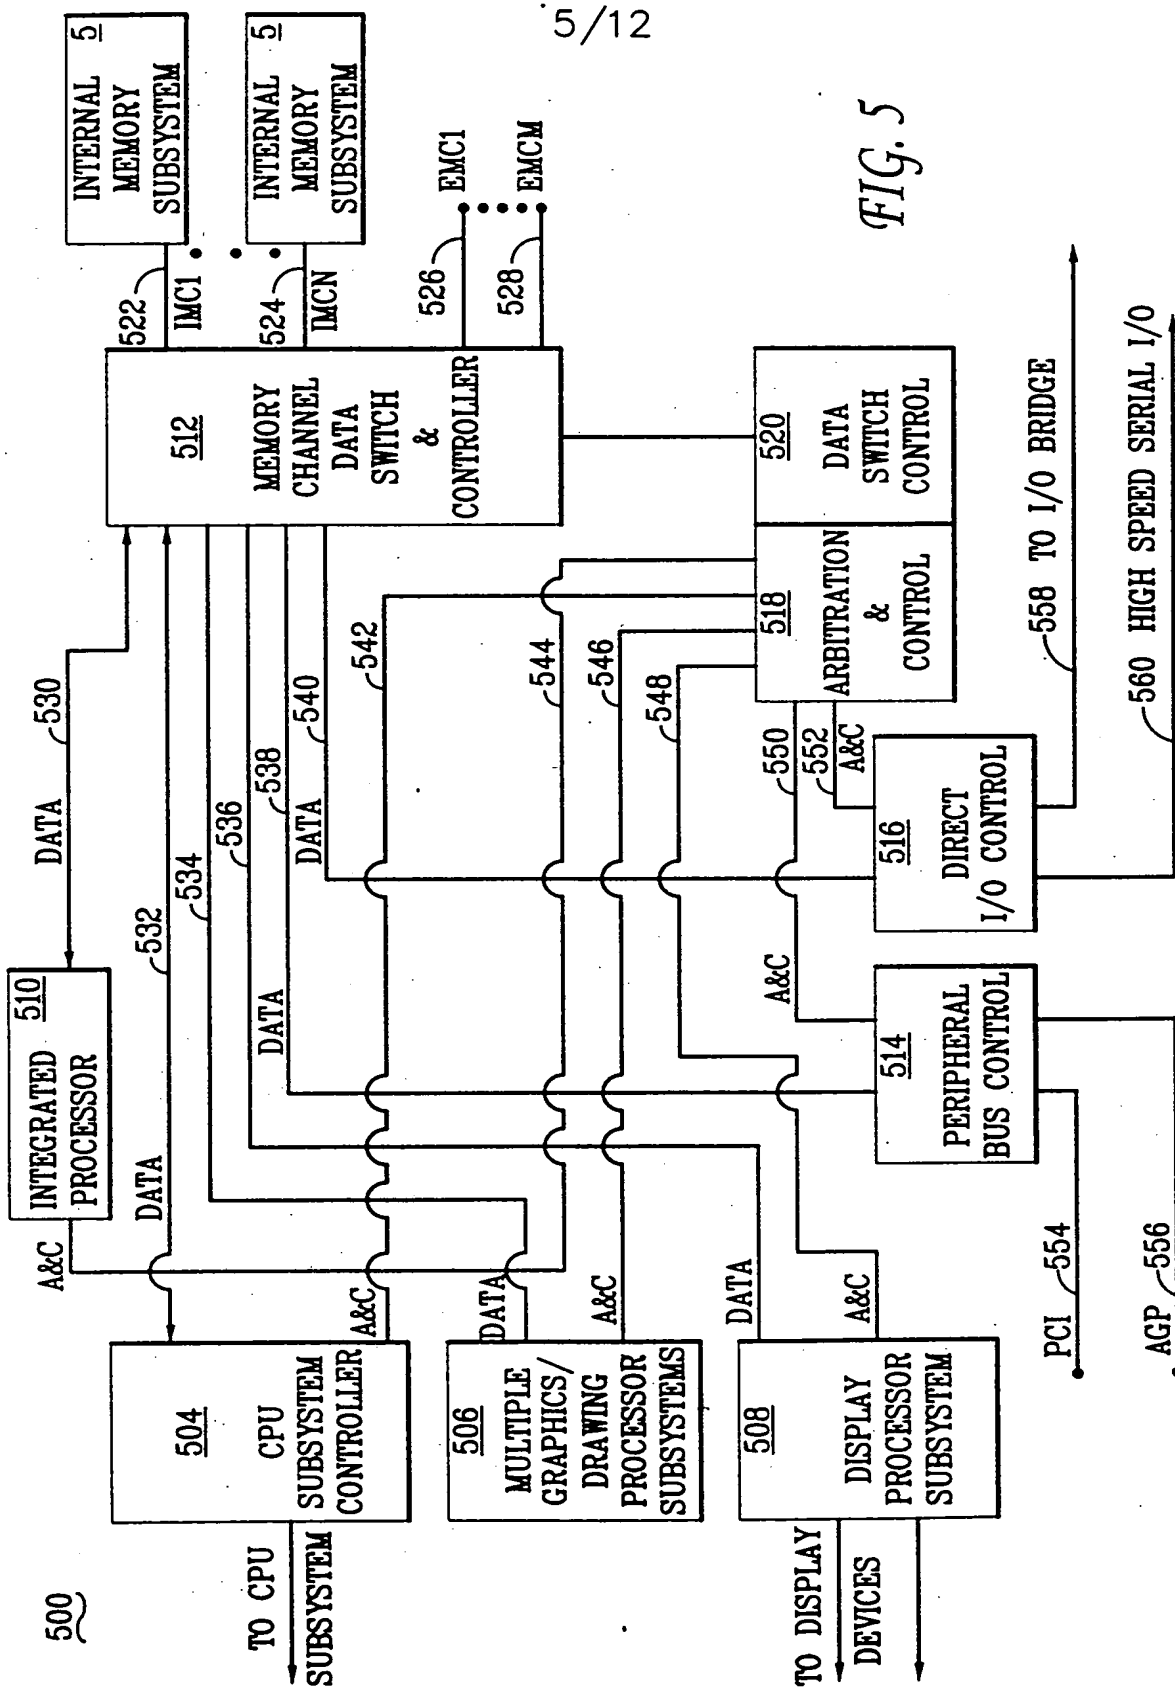 5/12
500
TO CPU
SUBSYSTEM
504
CPU
SUBSYSTEM
CONTROLLER
A&C
DATA
532
A&C
INTEGRATED
PROCESSOR
510
DATA
530
534
536
DATA
538
DATA
540
542
544
546
548
512
MEMORY
CHANNEL
DATA
SWITCH
&
CONTROLLER
522
IMC1
INTERNAL
MEMORY
SUBSYSTEM
5
524
IMCN
INTERNAL
MEMORY
SUBSYSTEM
5
526
EMC1
528
EMCM
506
MULTIPLE
GRAPHICS/
DRAWING
PROCESSOR
SUBSYSTEMS
DATA
A&C
TO DISPLAY
DEVICES
508
DISPLAY
PROCESSOR
SUBSYSTEM
DATA
A&C
518
ARBITRATION
&
CONTROL
520
DATA
SWITCH
CONTROL
550
A&C
552
A&C
514
PERIPHERAL
BUS CONTROL
516
DIRECT
I/O CONTROL
PCI
554
AGP
556
558 TO I/O BRIDGE
560 HIGH SPEED SERIAL I/O
FIG. 5